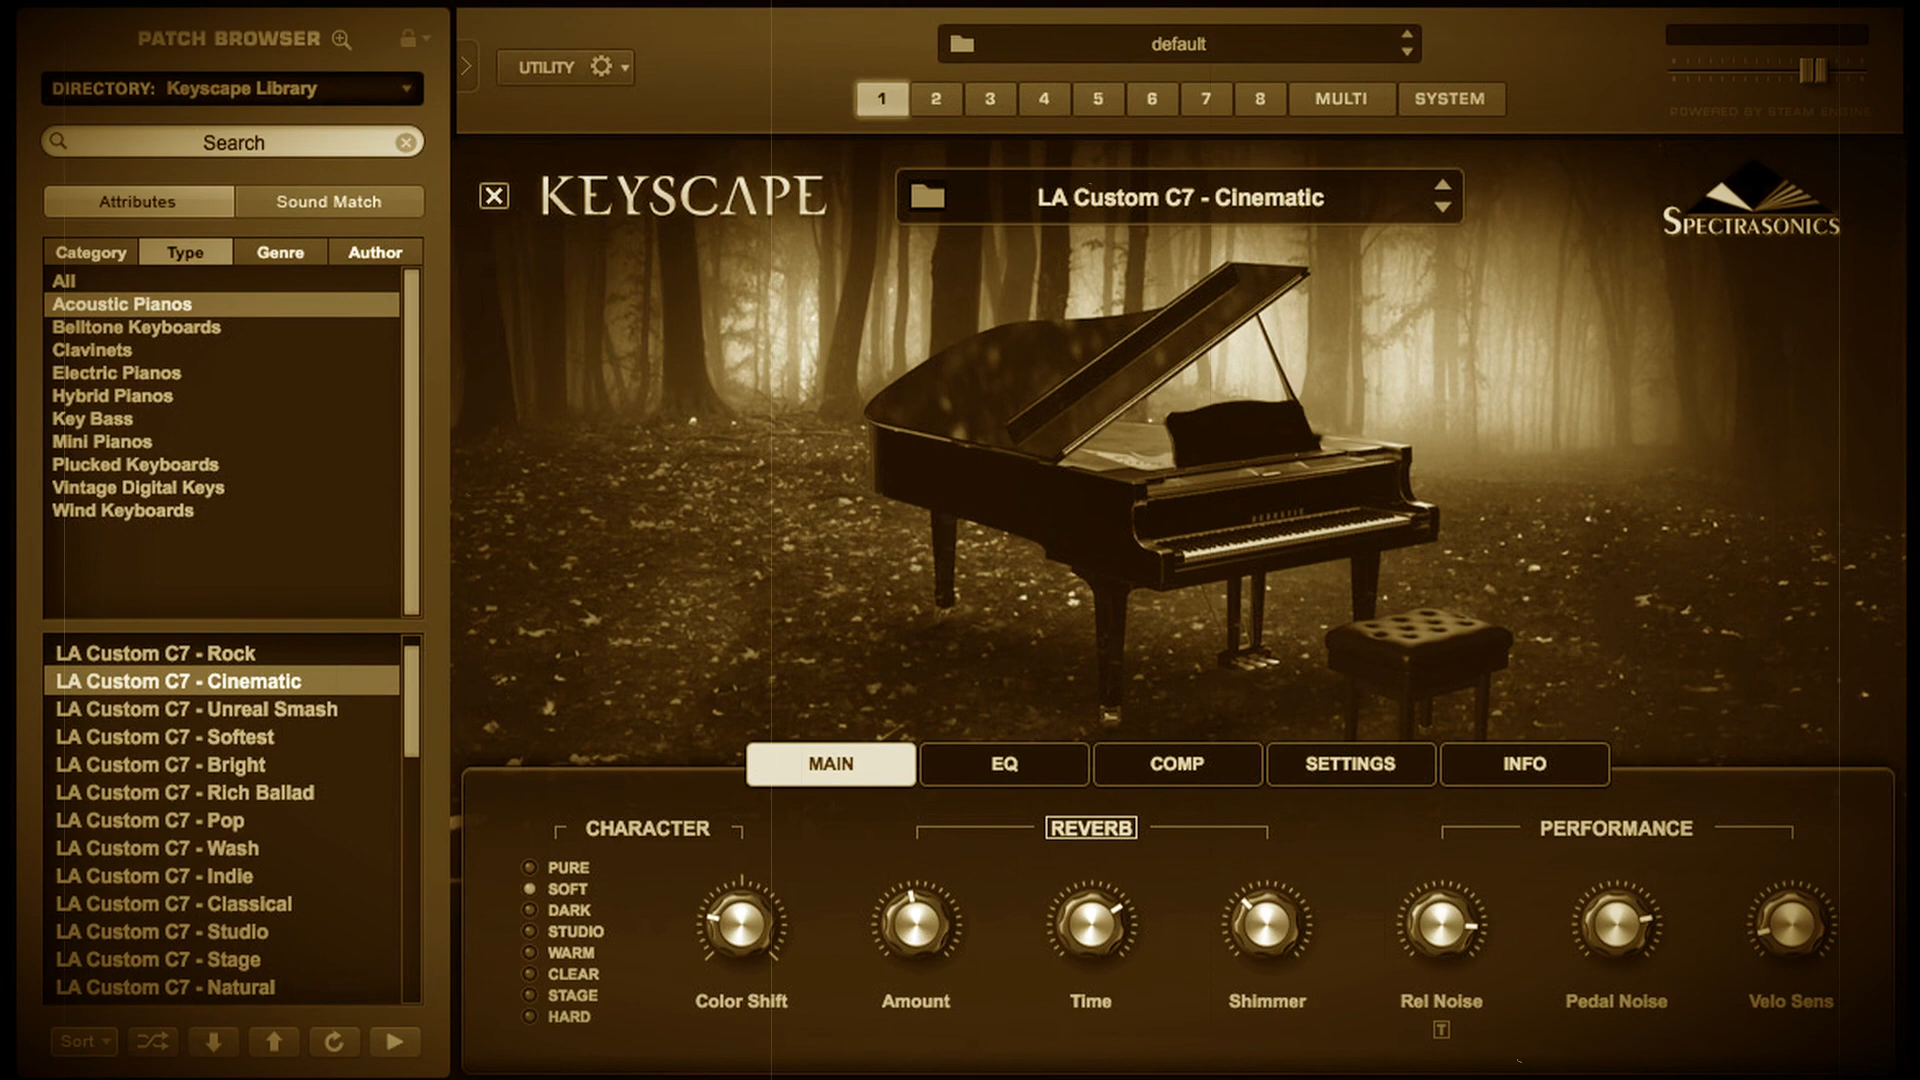 PATCH BROWSER
DIRECTORY: Keyscape Library
Search
Attributes Sound Match
Category Type Genre Author
All
Acoustic Pianos
Belltone Keyboards
Clavinets
Electric Pianos
Hybrid Pianos
Key Bass
Mini Pianos
Plucked Keyboards
Vintage Digital Keys
Wind Keyboards
LA Custom C7 - Rock
LA Custom C7 - Cinematic
LA Custom C7 - Unreal Smash
LA Custom C7 - Softest
LA Custom C7 - Bright
LA Custom C7 - Rich Ballad
LA Custom C7 - Pop
LA Custom C7 - Wash
LA Custom C7 - Indie
LA Custom C7 - Classical
LA Custom C7 - Studio
LA Custom C7 - Stage
LA Custom C7 - Natural
Sort
UTILITY
default
1 2 3 4 5 6 7 8 MULTI SYSTEM
POWERED BY STEAM ENGINE
KEYSCAPE
LA Custom C7 - Cinematic
SPECTRASONICS
MAIN EQ COMP SETTINGS INFO
CHARACTER REVERB PERFORMANCE
PURE
SOFT
DARK
STUDIO
WARM
CLEAR
STAGE
HARD
Color Shift Amount Time Shimmer Rel Noise Pedal Noise Velo Sens
T